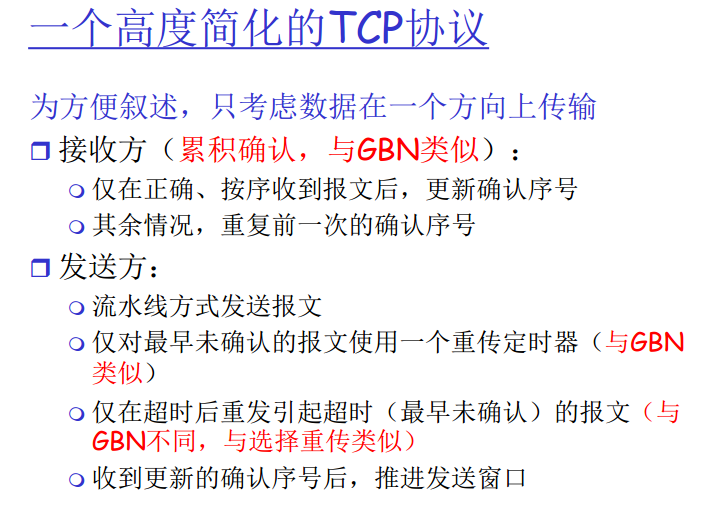 一个高度简化的TCP协议
为方便叙述，只考虑数据在一个方向上传输
接收方（累积确认，与GBN类似）：
仅在正确、按序收到报文后，更新确认序号
其余情况，重复前一次的确认序号
发送方：
流水线方式发送报文
仅对最早未确认的报文使用一个重传定时器（与GBN
类似）
仅在超时后重发引起超时（最早未确认）的报文（与
GBN不同，与选择重传类似）
收到更新的确认序号后，推进发送窗口